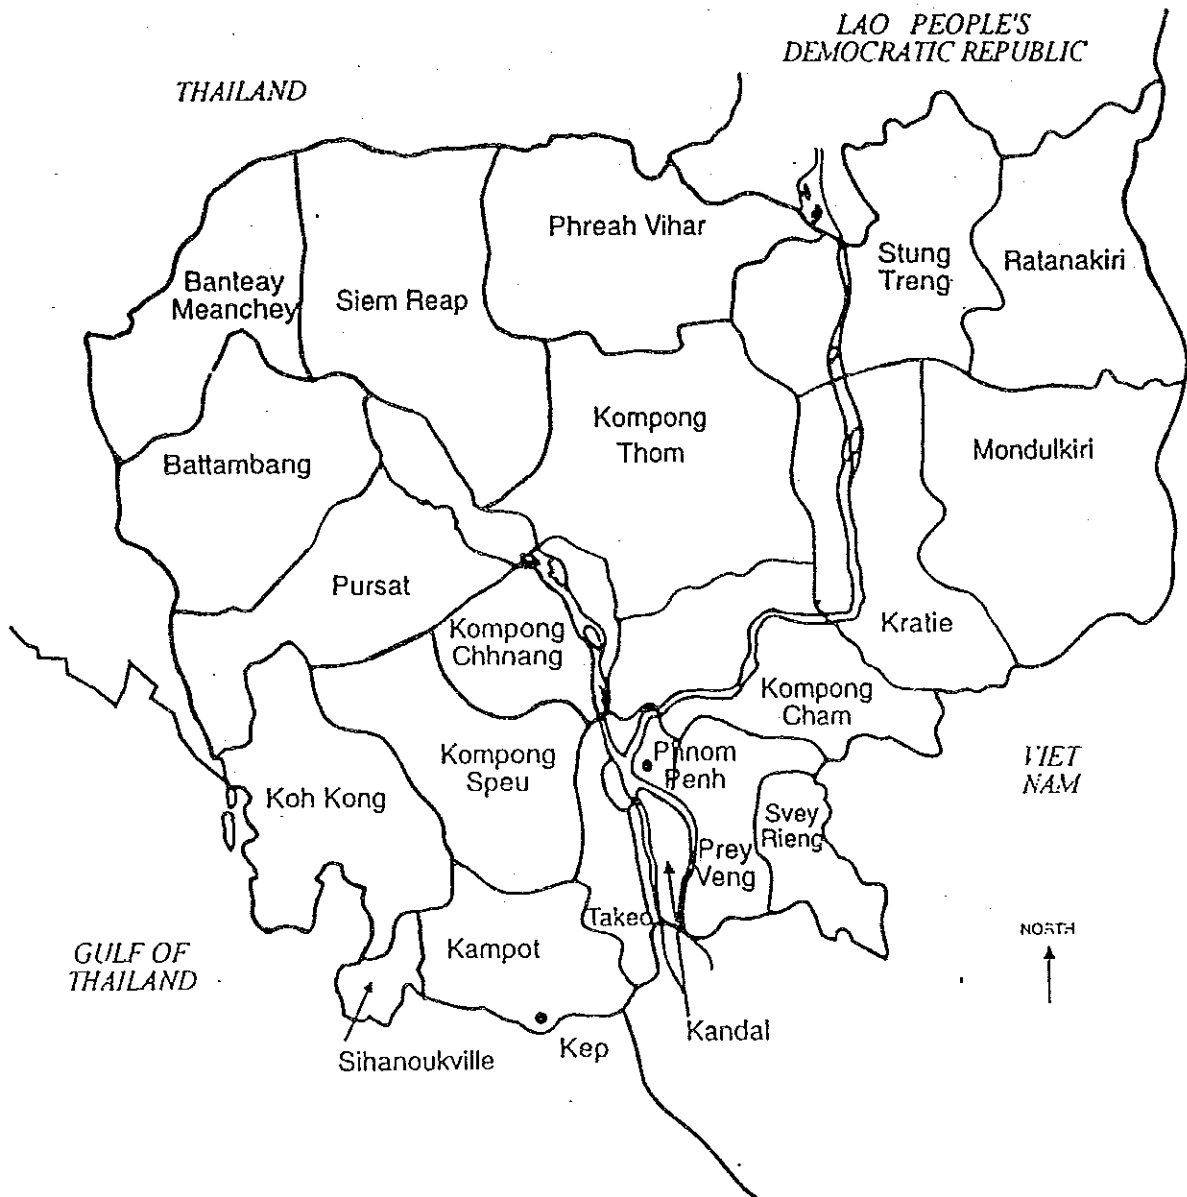 LAO PEOPLE'S
DEMOCRATIC REPUBLIC
THAILAND
Phreah Vihar
Stung
Treng
Ratanakiri
Banteay
Meanchey
Siem Reap
Kompong
Thom
Battambang
Mondulkiri
Pursat
Kompong
Chhnang
Kratie
Kompong
Cham
Kompong
Speu
Phnom
Penh
VIET
NAM
Koh Kong
Svey
Rieng
Prey
Veng
Takeo
NORTH
GULF OF
THAILAND
Kampot
Kandal
Kep
Sihanoukville